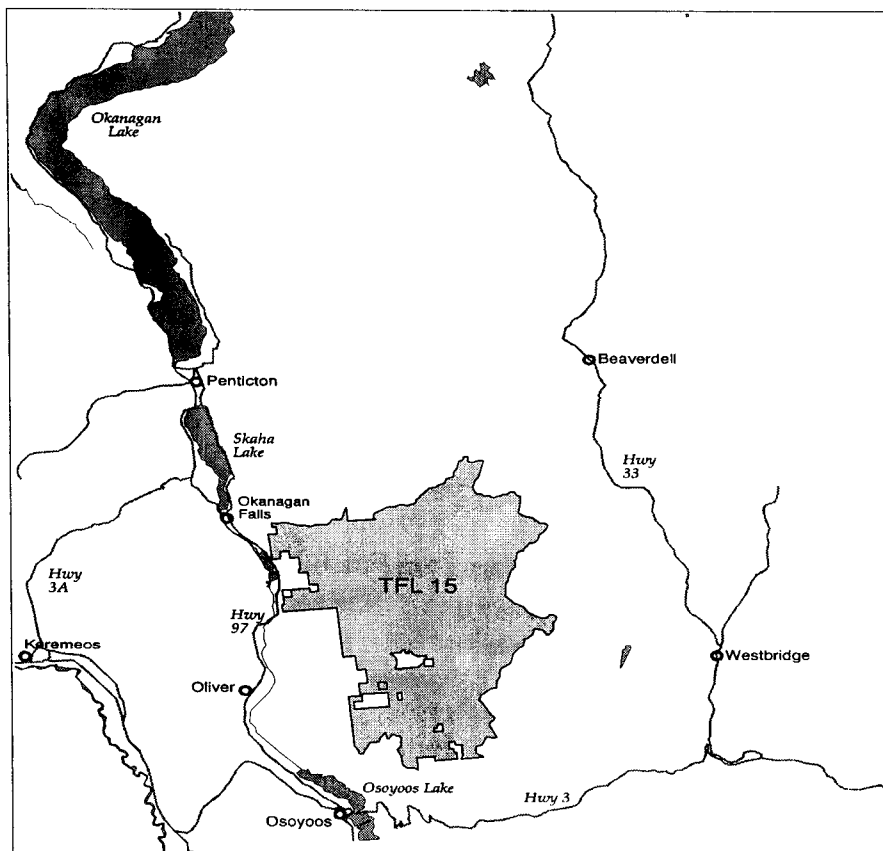 Okanagan
Lake
Beaverdell
Penticton
Skaha
Lake
Hwy
33
Okanagan
Falls
Hwy
3A
TFL 15
Hwy
97
Keremeos
Westbridge
Oliver
Osoyoos Lake
Hwy 3
Osoyoos